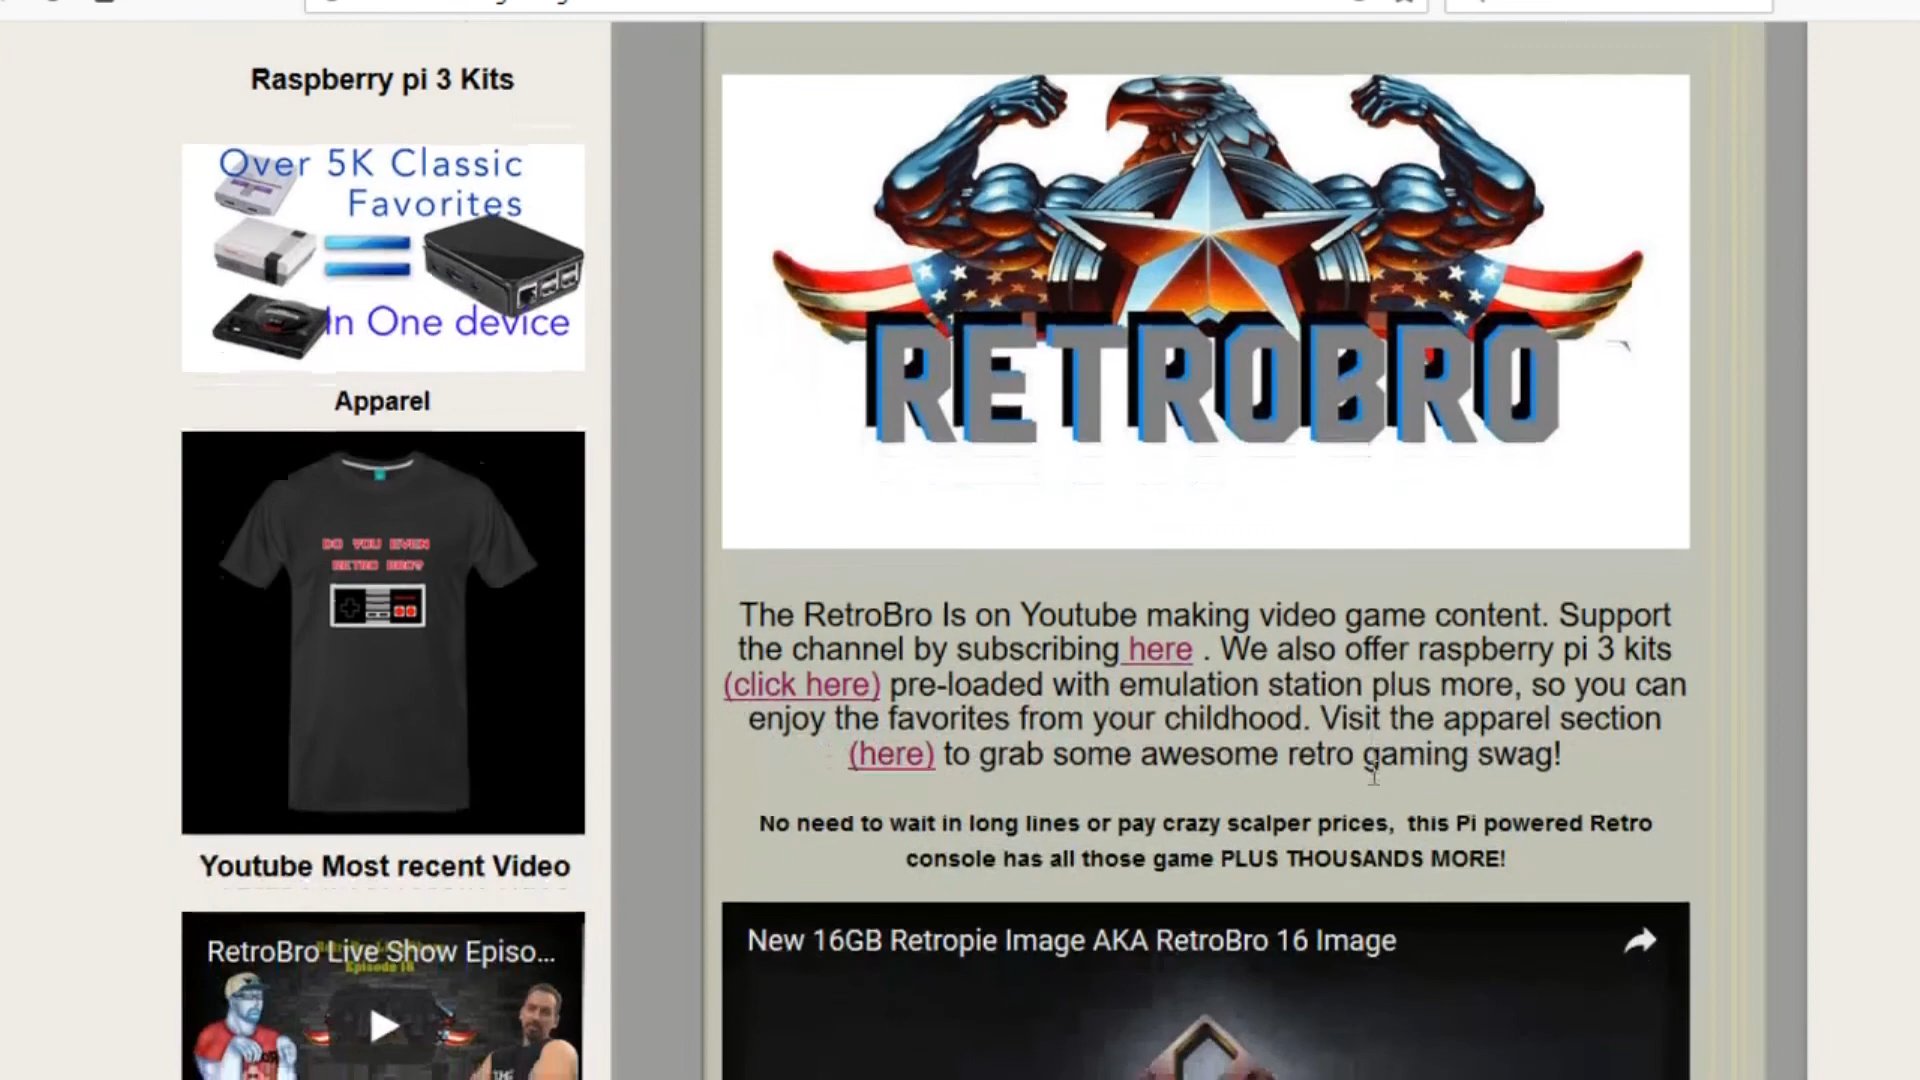 Raspberry pi 3 Kits
Over 5K Classic
Favorites
In One device
Apparel
DO YOU EVEN
RETRO BRO?
Youtube Most recent Video
RetroBro Live Show Episo...
Episode 16
RETROBRO
The RetroBro Is on Youtube making video game content. Support
the channel by subscribing here . We also offer raspberry pi 3 kits
(click here) pre-loaded with emulation station plus more, so you can
enjoy the favorites from your childhood. Visit the apparel section
(here) to grab some awesome retro gaming swag!
No need to wait in long lines or pay crazy scalper prices, this Pi powered Retro
console has all those game PLUS THOUSANDS MORE!
New 16GB Retropie Image AKA RetroBro 16 Image